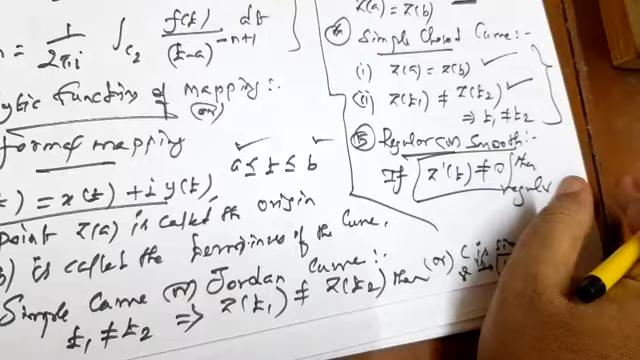 1/2πi ∫C₂ f(t)/(t-a)^-n+1 dt
lytic function of mapping:-
(or)
formal mapping
a ≤ t ≤ b
t) = x(t) + i y(t)
point z(a) is called the origin
b) is called the terminus of the Curve.
Simple Curve (or) Jordan Curve:-
t₁ ≠ t₂ ⇒ z(t₁) ≠ z(t₂) then (or) C is
z(a) = z(b)
④ Simple Closed Curve:-
(i) z(a) = z(b)
(ii) z(t₁) ≠ z(t₂)
⇒ t₁ ≠ t₂
⑤ Regular (or) Smooth:-
If z'(t) ≠ 0 then
regular